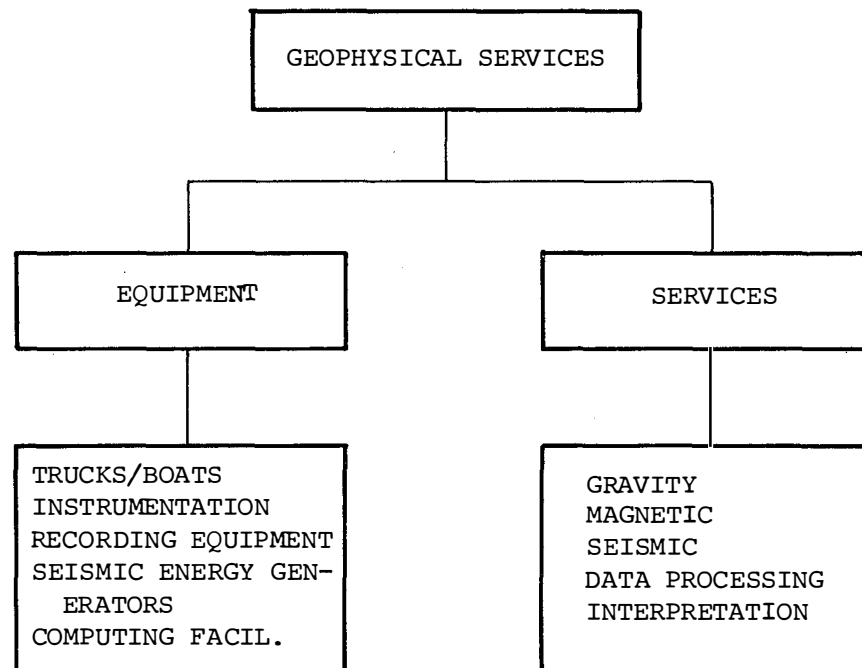 GEOPHYSICAL SERVICES
EQUIPMENT
SERVICES
TRUCKS/BOATS
INSTRUMENTATION
RECORDING EQUIPMENT
SEISMIC ENERGY GEN-
ERATORS
COMPUTING FACIL.
GRAVITY
MAGNETIC
SEISMIC
DATA PROCESSING
INTERPRETATION